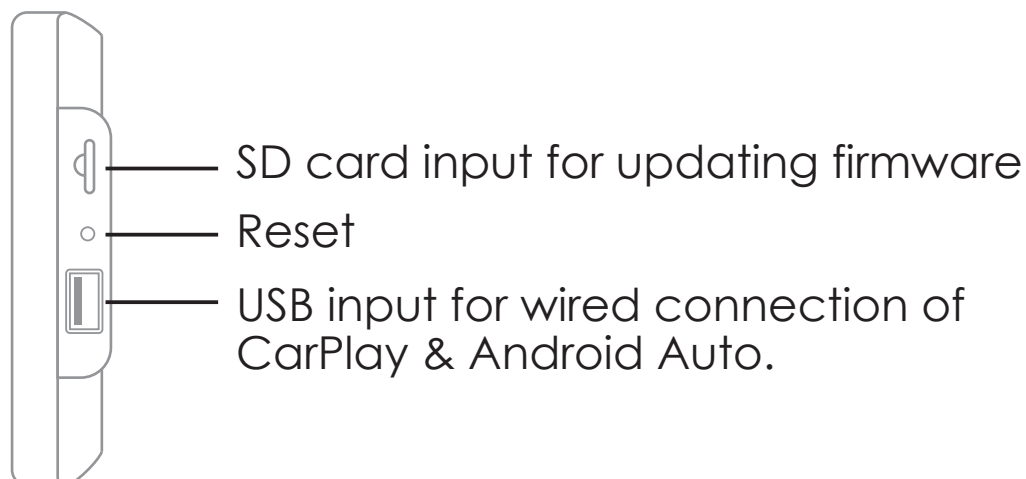 SD card input for updating firmware
Reset
USB input for wired connection of
CarPlay & Android Auto.